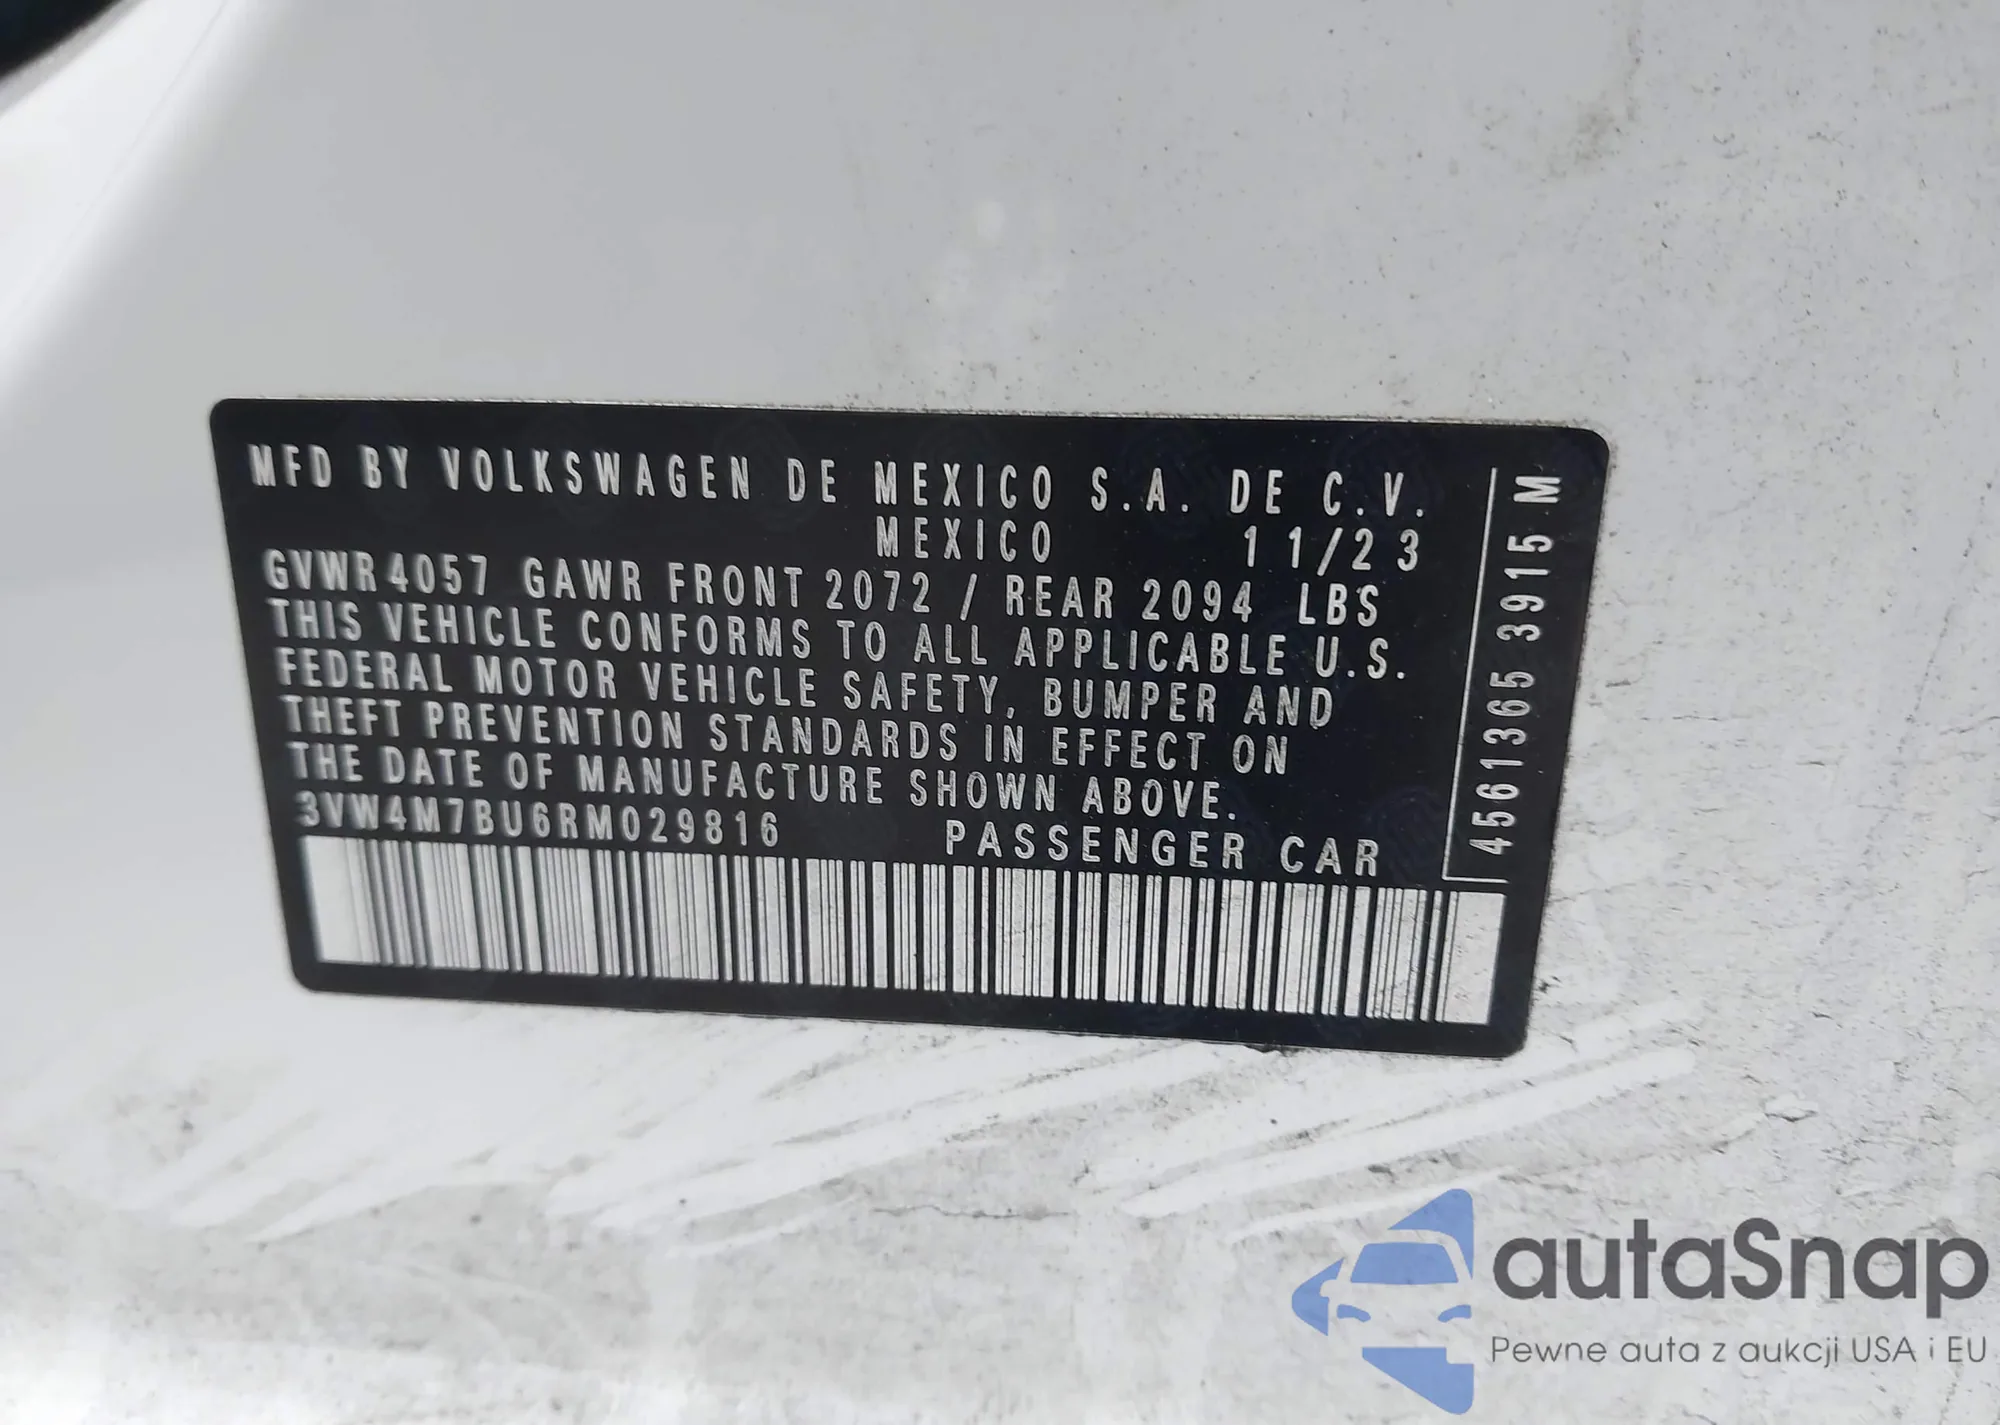 MFD BY VOLKSWAGEN DE MEXICO S.A. DE C.V.
MEXICO 11/23
GVWR 4057 GAWR FRONT 2072 / REAR 2094 LBS
THIS VEHICLE CONFORMS TO ALL APPLICABLE U.S.
FEDERAL MOTOR VEHICLE SAFETY, BUMPER AND
THEFT PREVENTION STANDARDS IN EFFECT ON
THE DATE OF MANUFACTURE SHOWN ABOVE.
3VW4M7BU6RM029816 PASSENGER CAR
4561365 3915 M
autaSnap
Pewne auta z aukcji USA i EU